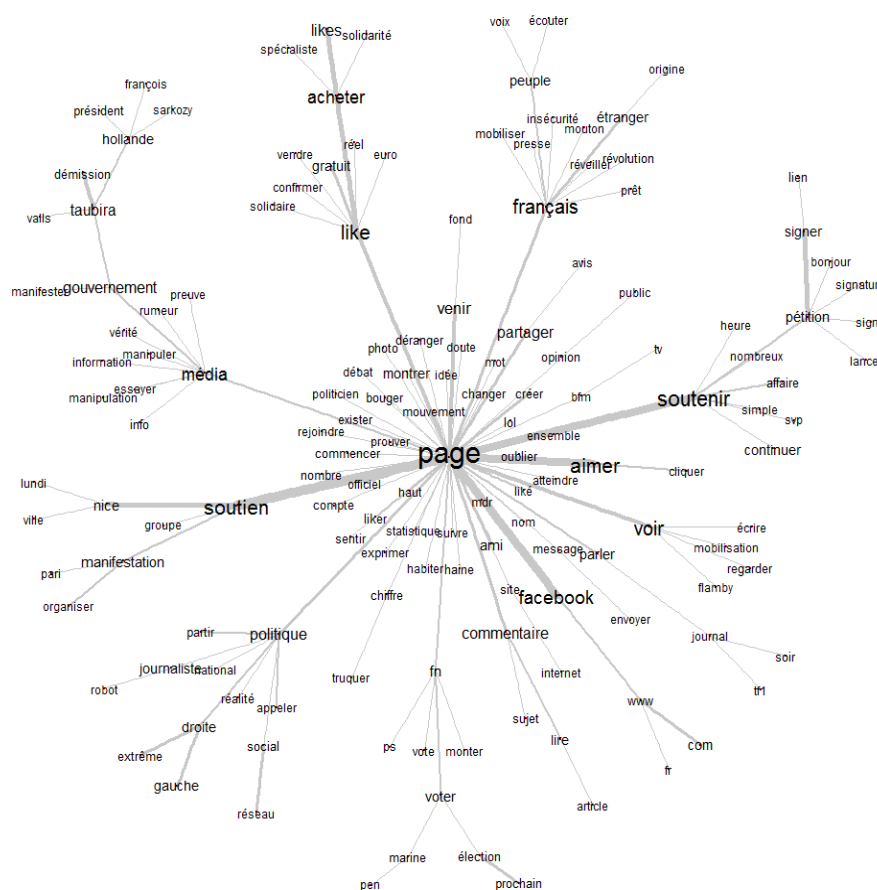 voix
écouter
likes
solidarité
spécialiste
origine
peuple
françois
acheter
président
sarkozy
étranger
insécurité
mouton
mobiliser
presse
hollande
réel
vendre
euro
gratuit
réveiller
révolution
démission
confirmer
prêt
lien
taubira
solidaire
français
valls
fond
like
signer
avis
bonjour
manifester
gouvernement
preuve
public
signature
rumeur
venir
pétition
signe
vérité
partager
heure
déranger
doute
photo
mot
opinion
tv
nombreux
manipuler
information
lance
média
débat
montrer
idée
essayer
affaire
manipulation
politicien
bouger
changer
créer
bfm
soutenir
mouvement
simple
info
exister
lol
svp
rejoindre
ensemble
prouver
continuer
commencer
page
oublier
aimer
cliquer
nombre
atteindre
lundi
officiel
haut
liké
nice
soutien
compte
mdr
ville
groupe
liker
nom
voir
écrire
statistique
suivre
sentir
ami
message
parler
mobilisation
exprimer
manifestation
habiter
haine
regarder
pari
flamby
chiffre
site
facebook
organiser
envoyer
partir
politique
commentaire
journal
journaliste
national
fn
internet
soir
truquer
robot
tf1
réalité
appeler
www
droite
sujet
social
ps
vote
monter
lire
com
extrême
fr
gauche
voter
réseau
article
marine
élection
pen
prochain